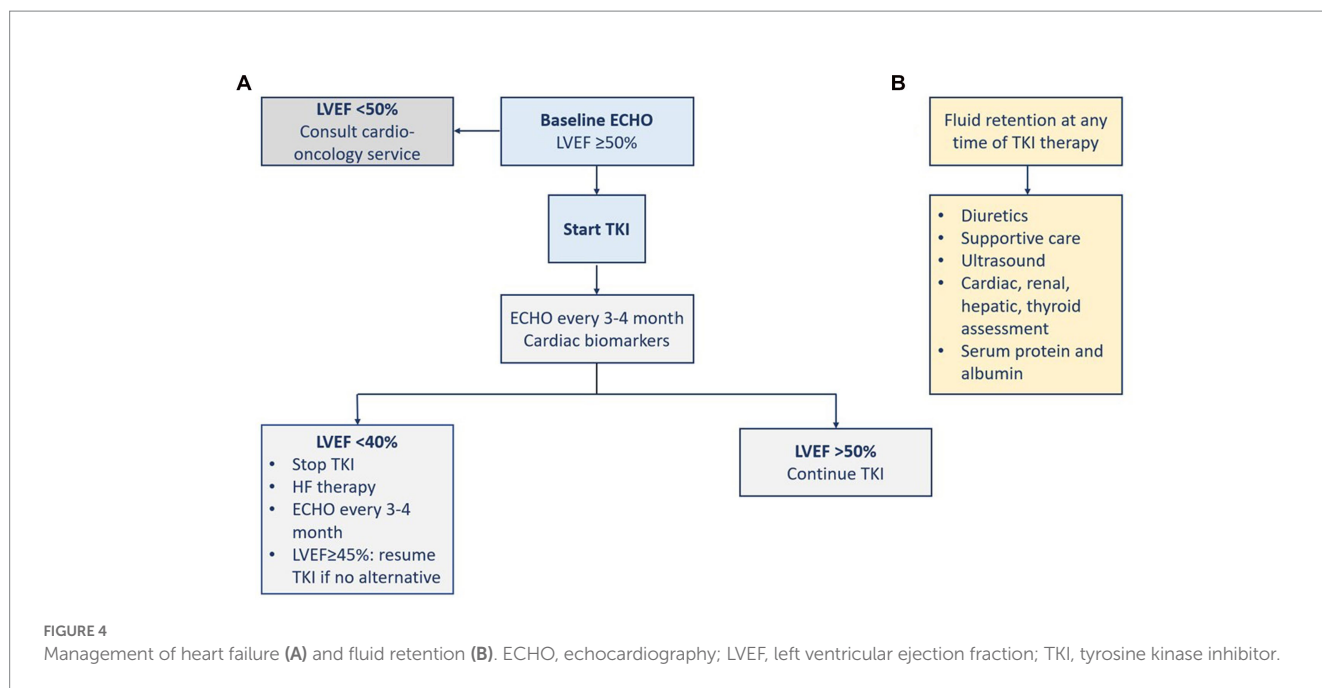 A
LVEF <50%
Consult cardio-
oncology service
Baseline ECHO
LVEF ≥50%
Start TKI
ECHO every 3-4 month
Cardiac biomarkers
LVEF <40%
• Stop TKI
• HF therapy
• ECHO every 3-4
month
• LVEF≥45%: resume
TKI if no alternative
LVEF >50%
Continue TKI
B
Fluid retention at any
time of TKI therapy
• Diuretics
• Supportive care
• Ultrasound
• Cardiac, renal,
hepatic, thyroid
assessment
• Serum protein and
albumin
FIGURE 4
Management of heart failure (A) and fluid retention (B). ECHO, echocardiography; LVEF, left ventricular ejection fraction; TKI, tyrosine kinase inhibitor.